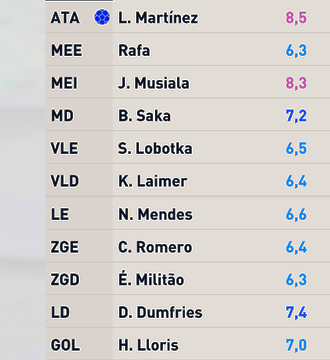 ATA L. Martínez 8,5
MEE Rafa 6,3
MEI J. Musiala 8,3
MD B. Saka 7,2
VLE S. Lobotka 6,5
VLD K. Laimer 6,4
LE N. Mendes 6,6
ZGE C. Romero 6,4
ZGD É. Militão 6,3
LD D. Dumfries 7,4
GOL H. Lloris 7,0